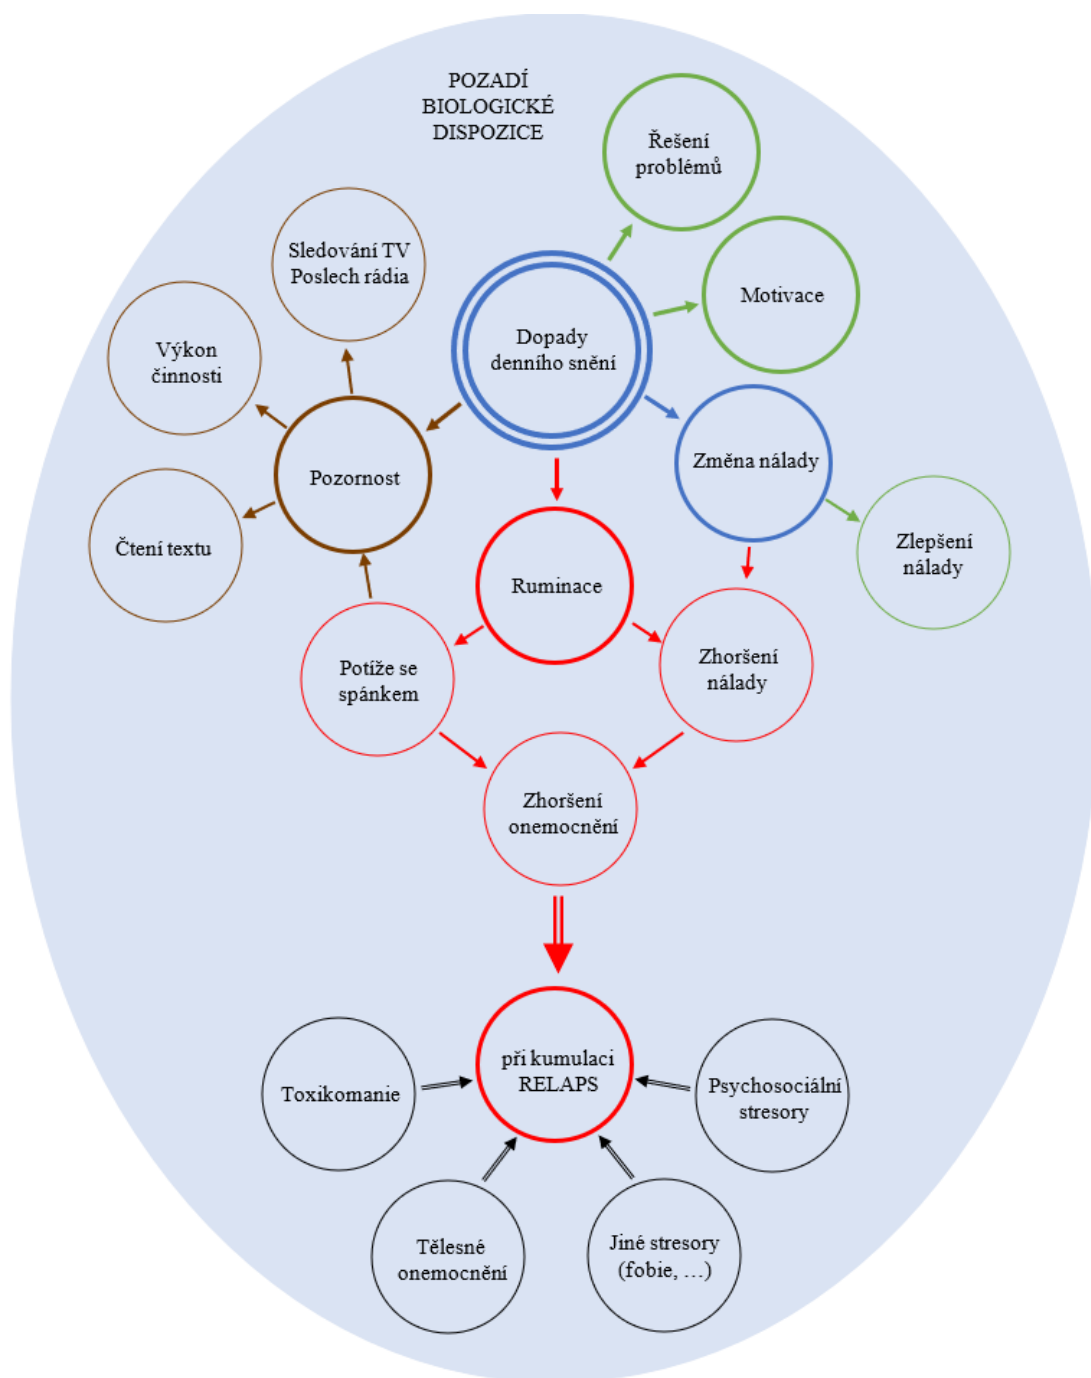 POZADÍ
BIOLOGICKÉ
DISPOZICE
Řešení
problémů
Sledování TV
Poslech rádia
Motivace
Dopady
denního snění
Výkon
činnosti
Změna nálady
Pozornost
Čtení textu
Zlepšení
nálady
Ruminace
Potíže se
spánkem
Zhoršení
nálady
Zhoršení
onemocnění
při kumulaci
RELAPS
Toxikomanie
Psychosociální
stresory
Tělesné
onemocnění
Jiné stresory
(fobie, …)